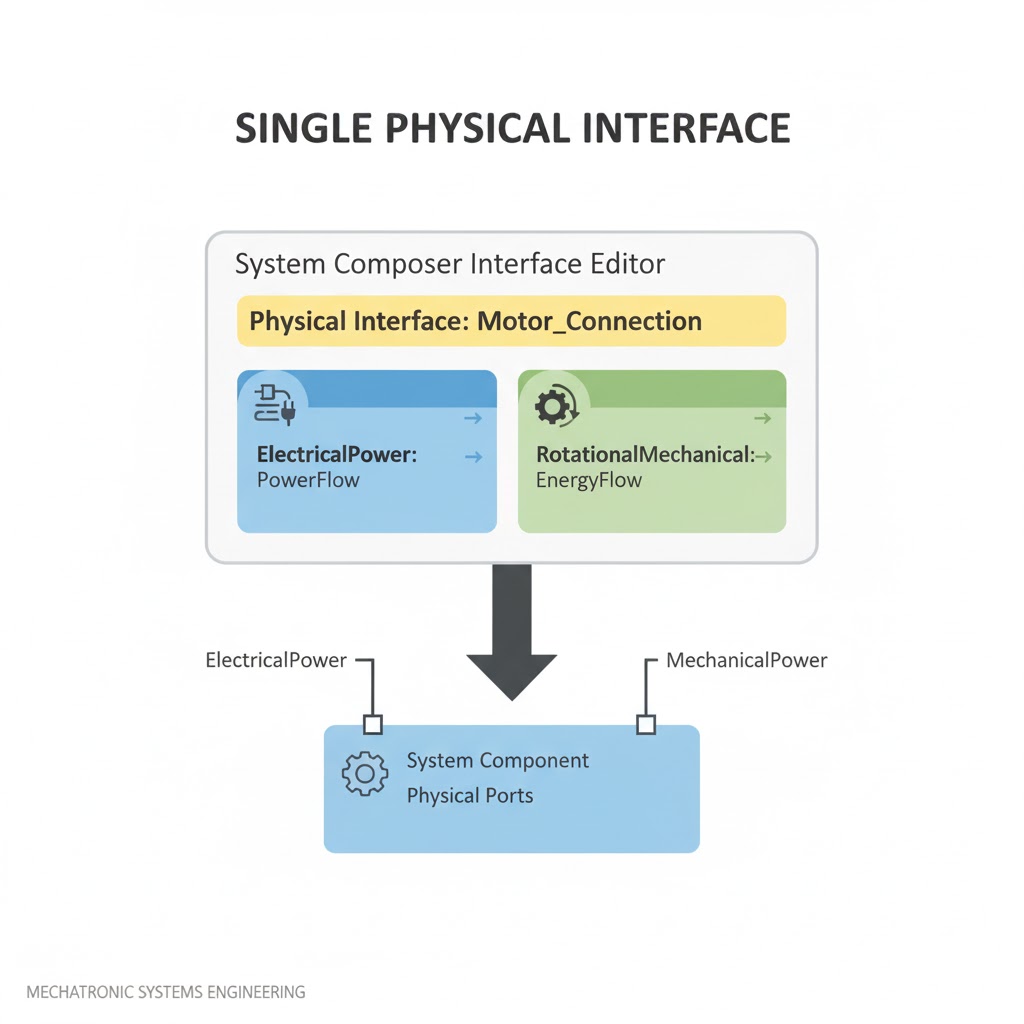 SINGLE PHYSICAL INTERFACE
System Composer Interface Editor
Physical Interface: Motor_Connection
ElectricalPower:
PowerFlow
RotationalMechanical:
EnergyFlow
ElectricalPower
MechanicalPower
System Component
Physical Ports
MECHATRONIC SYSTEMS ENGINEERING